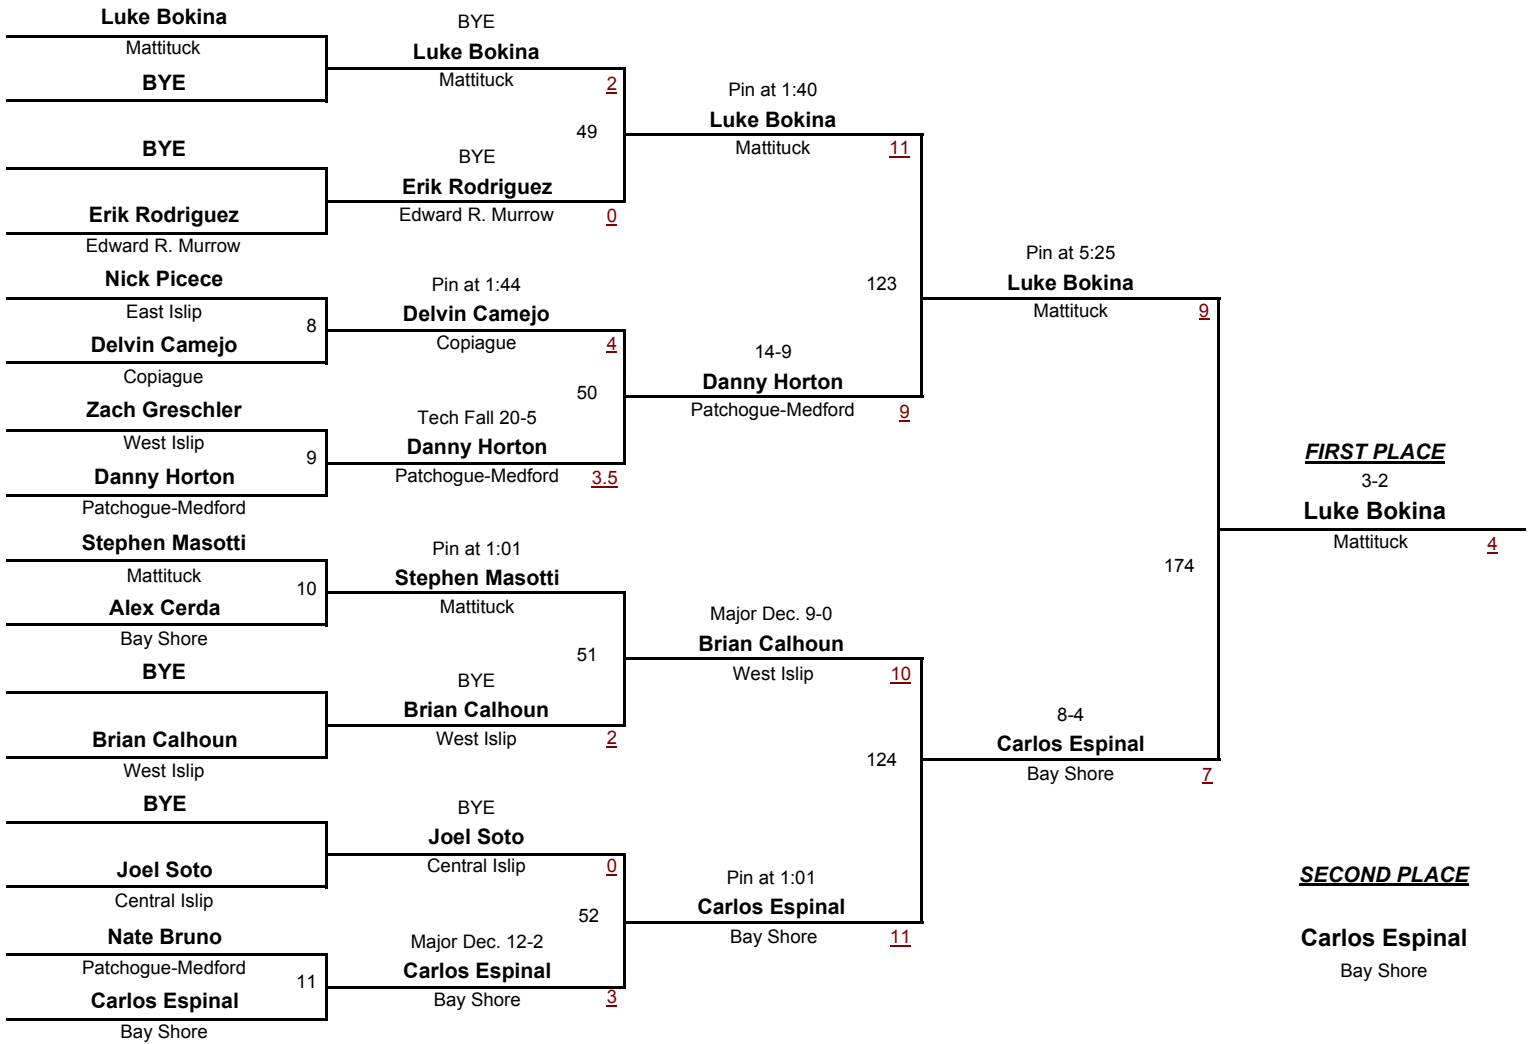 Luke Bokina
Mattituck
BYE
BYE
Erik Rodriguez
Edward R. Murrow
Nick Picece
East Islip
8
Delvin Camejo
Copiague
Zach Greschler
West Islip
9
Danny Horton
Patchogue-Medford
Stephen Masotti
Mattituck
10
Alex Cerda
Bay Shore
BYE
Brian Calhoun
West Islip
BYE
Joel Soto
Central Islip
Nate Bruno
Patchogue-Medford
11
Carlos Espinal
Bay Shore
BYE
Luke Bokina
Mattituck
2
49
BYE
Erik Rodriguez
Edward R. Murrow
0
Pin at 1:44
Delvin Camejo
Copiague
4
50
Tech Fall 20-5
Danny Horton
Patchogue-Medford
3.5
Pin at 1:01
Stephen Masotti
Mattituck
51
BYE
Brian Calhoun
West Islip
2
BYE
Joel Soto
Central Islip
0
52
Major Dec. 12-2
Carlos Espinal
Bay Shore
3
Pin at 1:40
Luke Bokina
Mattituck
11
123
14-9
Danny Horton
Patchogue-Medford
9
Major Dec. 9-0
Brian Calhoun
West Islip
10
124
Pin at 1:01
Carlos Espinal
Bay Shore
11
Pin at 5:25
Luke Bokina
Mattituck
9
174
8-4
Carlos Espinal
Bay Shore
7
FIRST PLACE
3-2
Luke Bokina
Mattituck
4
SECOND PLACE
Carlos Espinal
Bay Shore